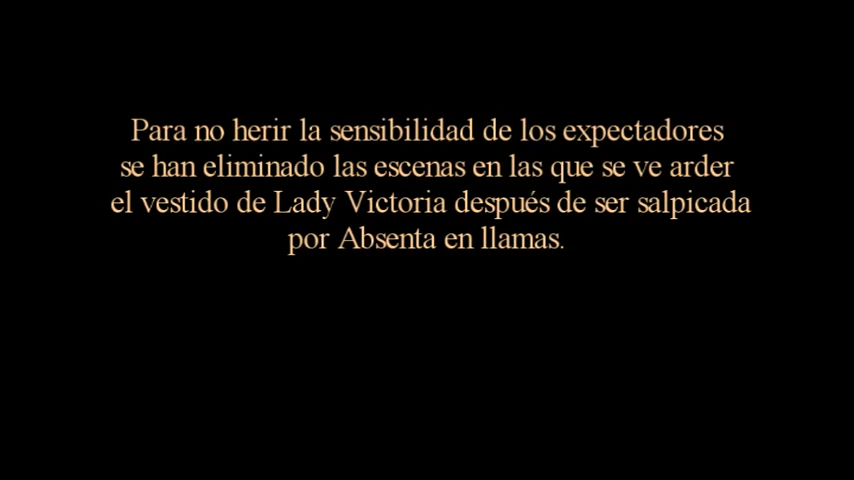 Para no herir la sensibilidad de los expectadores
se han eliminado las escenas en las que se ve arder
el vestido de Lady Victoria después de ser salpicada
por Absenta en llamas.